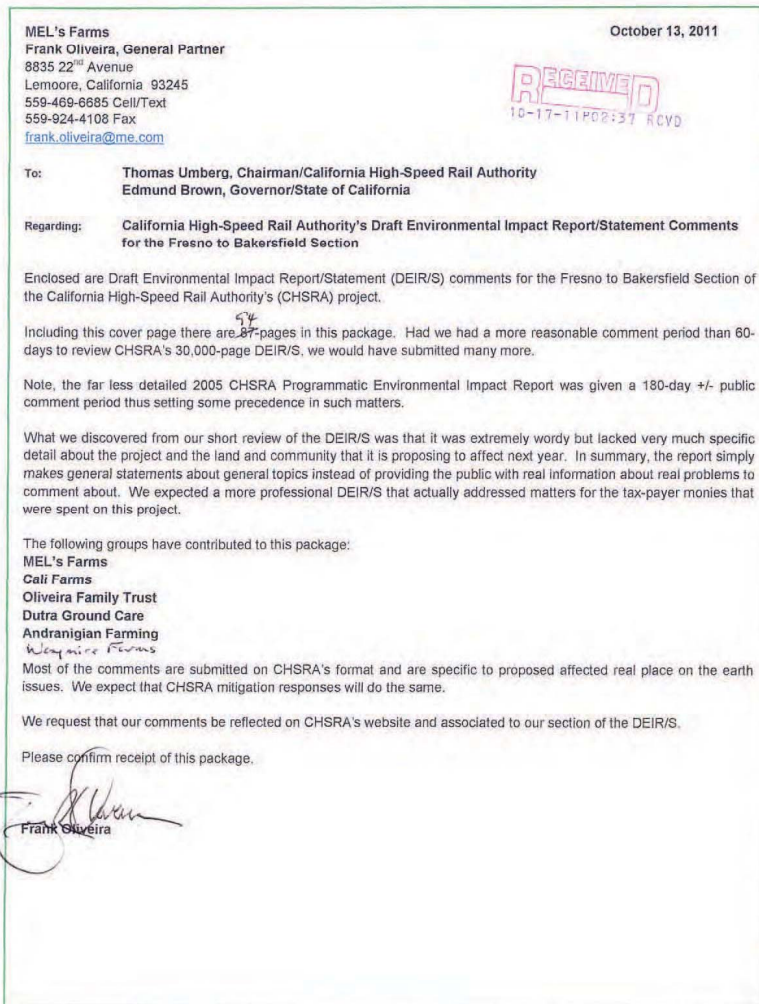 MEL's Farms
October 13, 2011
Frank Oliveira, General Partner
8835 22nd Avenue
Lemoore, California 93245
559-469-6685 Cell/Text
559-924-4108 Fax
frank.oliveira@me.com
RECEIVED
10-17-11P02:37 RCVD
To: Thomas Umberg, Chairman/California High-Speed Rail Authority
Edmund Brown, Governor/State of California
Regarding: California High-Speed Rail Authority's Draft Environmental Impact Report/Statement Comments
for the Fresno to Bakersfield Section
Enclosed are Draft Environmental Impact Report/Statement (DEIR/S) comments for the Fresno to Bakersfield Section of
the California High-Speed Rail Authority's (CHSRA) project.
94
Including this cover page there are 87 pages in this package. Had we had a more reasonable comment period than 60-
days to review CHSRA's 30,000-page DEIR/S, we would have submitted many more.
Note, the far less detailed 2005 CHSRA Programmatic Environmental Impact Report was given a 180-day +/- public
comment period thus setting some precedence in such matters.
What we discovered from our short review of the DEIR/S was that it was extremely wordy but lacked very much specific
detail about the project and the land and community that it is proposing to affect next year. In summary, the report simply
makes general statements about general topics instead of providing the public with real information about real problems to
comment about. We expected a more professional DEIR/S that actually addressed matters for the tax-payer monies that
were spent on this project.
The following groups have contributed to this package:
MEL's Farms
Cali Farms
Oliveira Family Trust
Dutra Ground Care
Andranigian Farming
Farms
Most of the comments are submitted on CHSRA's format and are specific to proposed affected real place on the earth
issues. We expect that CHSRA mitigation responses will do the same.
We request that our comments be reflected on CHSRA's website and associated to our section of the DEIR/S.
Please confirm receipt of this package.
Frank Oliveira